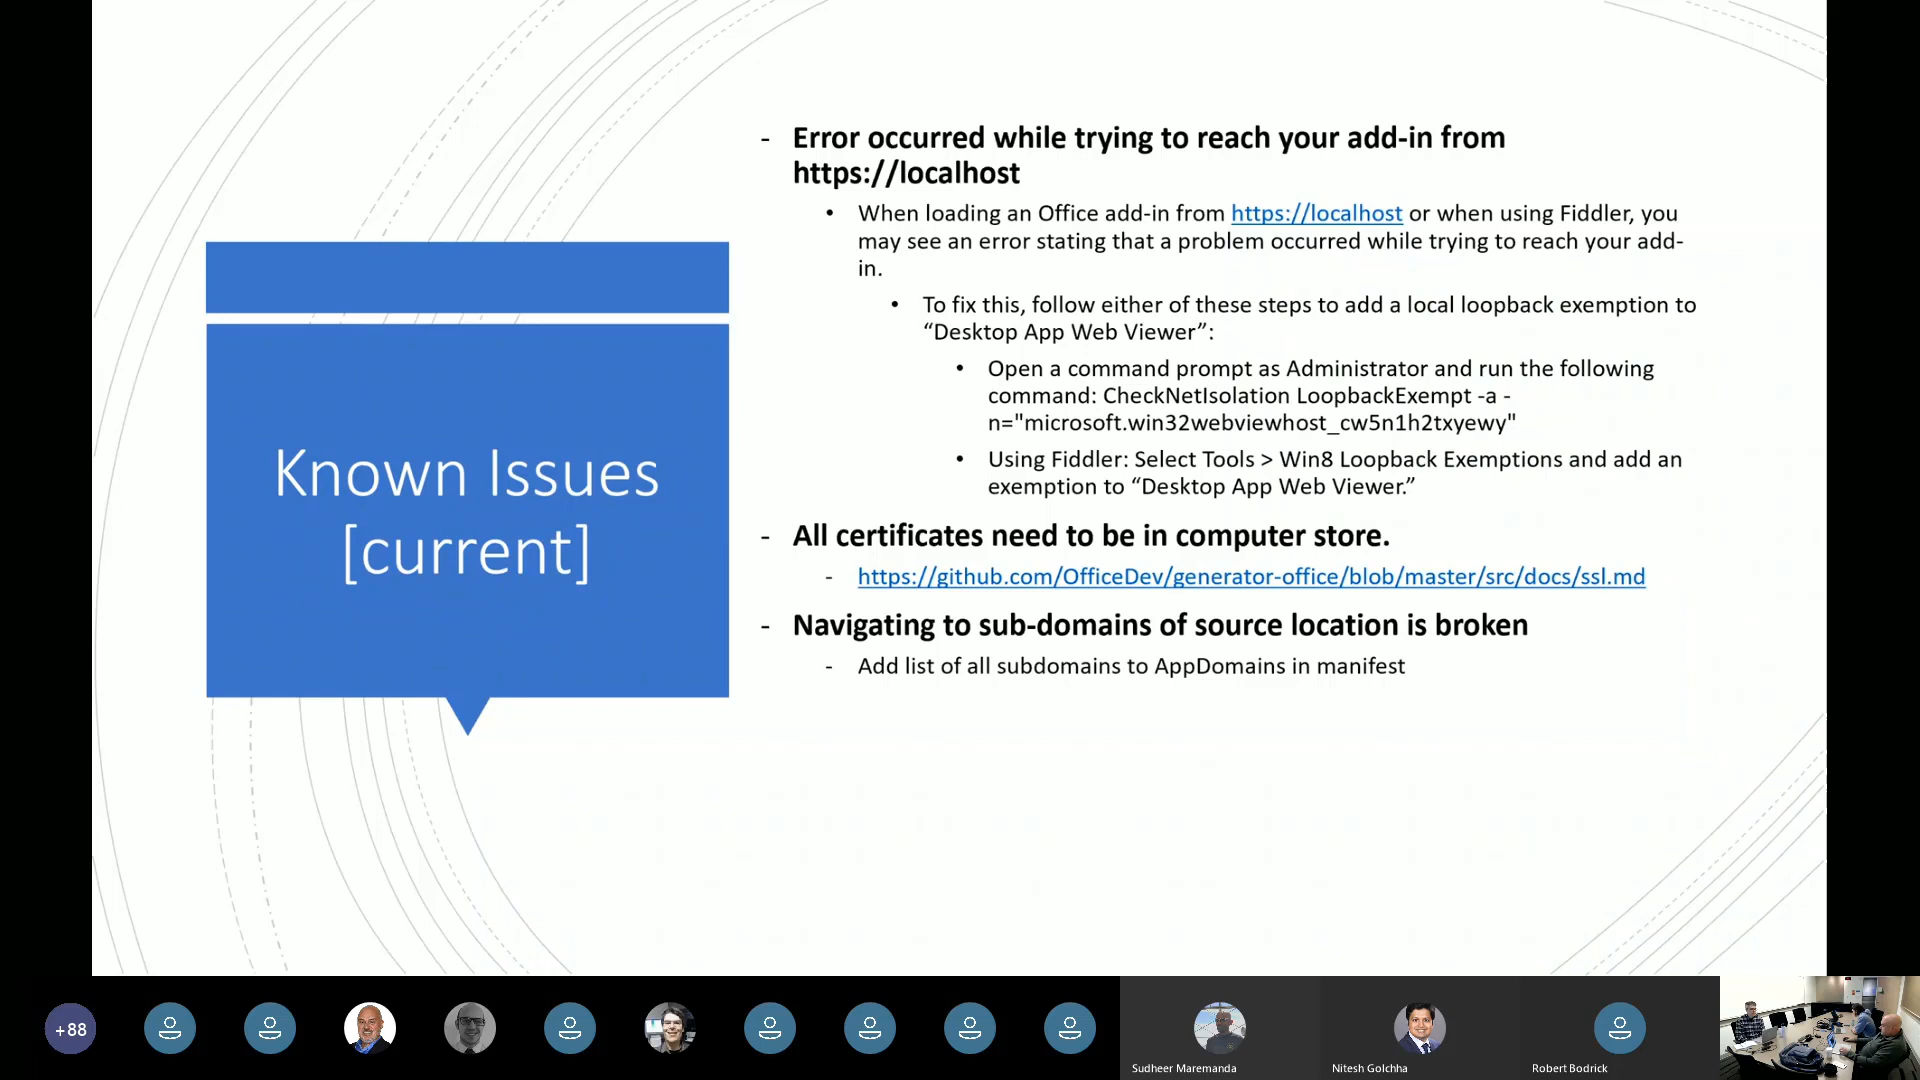 Known Issues
[current]
- Error occurred while trying to reach your add-in from
https://localhost
• When loading an Office add-in from https://localhost or when using Fiddler, you
may see an error stating that a problem occurred while trying to reach your add-
in.
• To fix this, follow either of these steps to add a local loopback exemption to
“Desktop App Web Viewer”:
• Open a command prompt as Administrator and run the following
command: CheckNetIsolation LoopbackExempt -a -
n="microsoft.win32webviewhost_cw5n1h2txyewy"
• Using Fiddler: Select Tools > Win8 Loopback Exemptions and add an
exemption to “Desktop App Web Viewer.”
- All certificates need to be in computer store.
- https://github.com/OfficeDev/generator-office/blob/master/src/docs/ssl.md
- Navigating to sub-domains of source location is broken
- Add list of all subdomains to AppDomains in manifest
+88
Sudheer Maremanda
Nitesh Golchha
Robert Bodrick